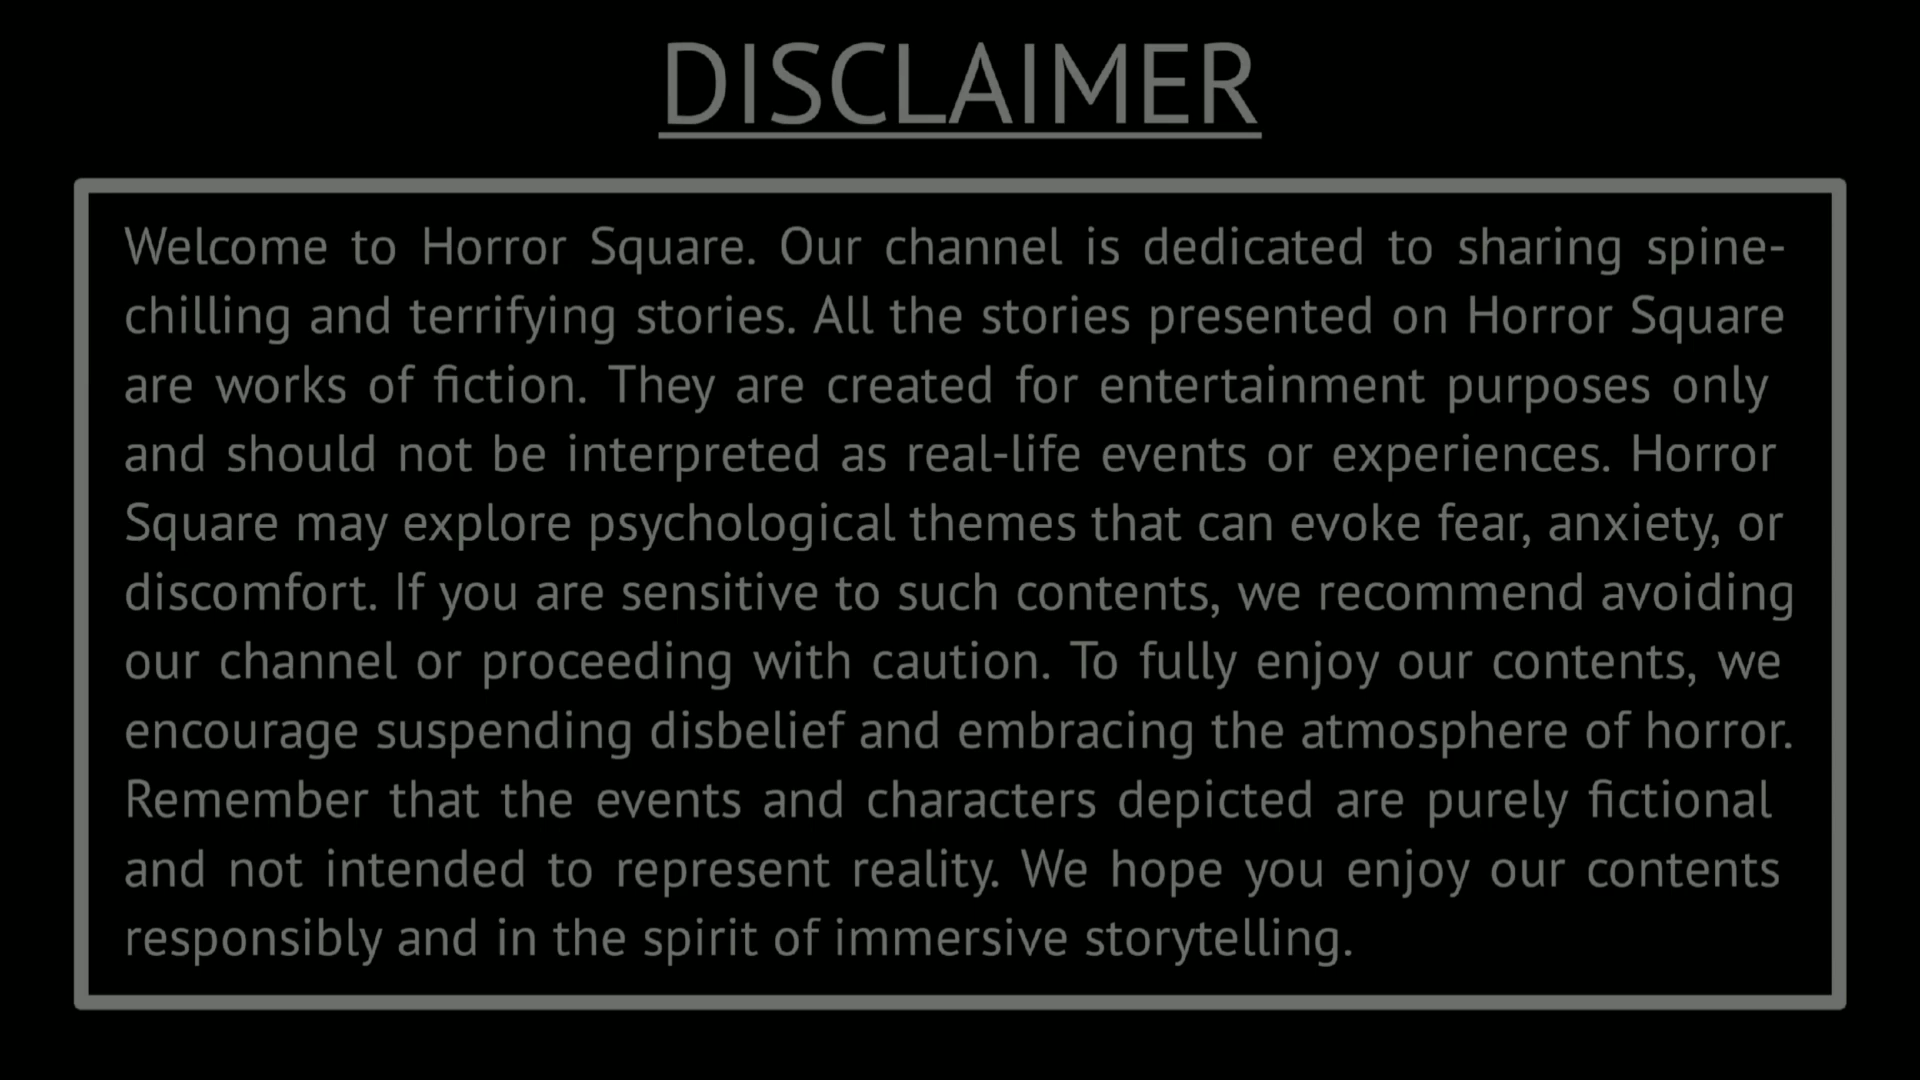 DISCLAIMER
Welcome to Horror Square. Our channel is dedicated to sharing spine-
chilling and terrifying stories. All the stories presented on Horror Square
are works of fiction. They are created for entertainment purposes only
and should not be interpreted as real-life events or experiences. Horror
Square may explore psychological themes that can evoke fear, anxiety, or
discomfort. If you are sensitive to such contents, we recommend avoiding
our channel or proceeding with caution. To fully enjoy our contents, we
encourage suspending disbelief and embracing the atmosphere of horror.
Remember that the events and characters depicted are purely fictional
and not intended to represent reality. We hope you enjoy our contents
responsibly and in the spirit of immersive storytelling.